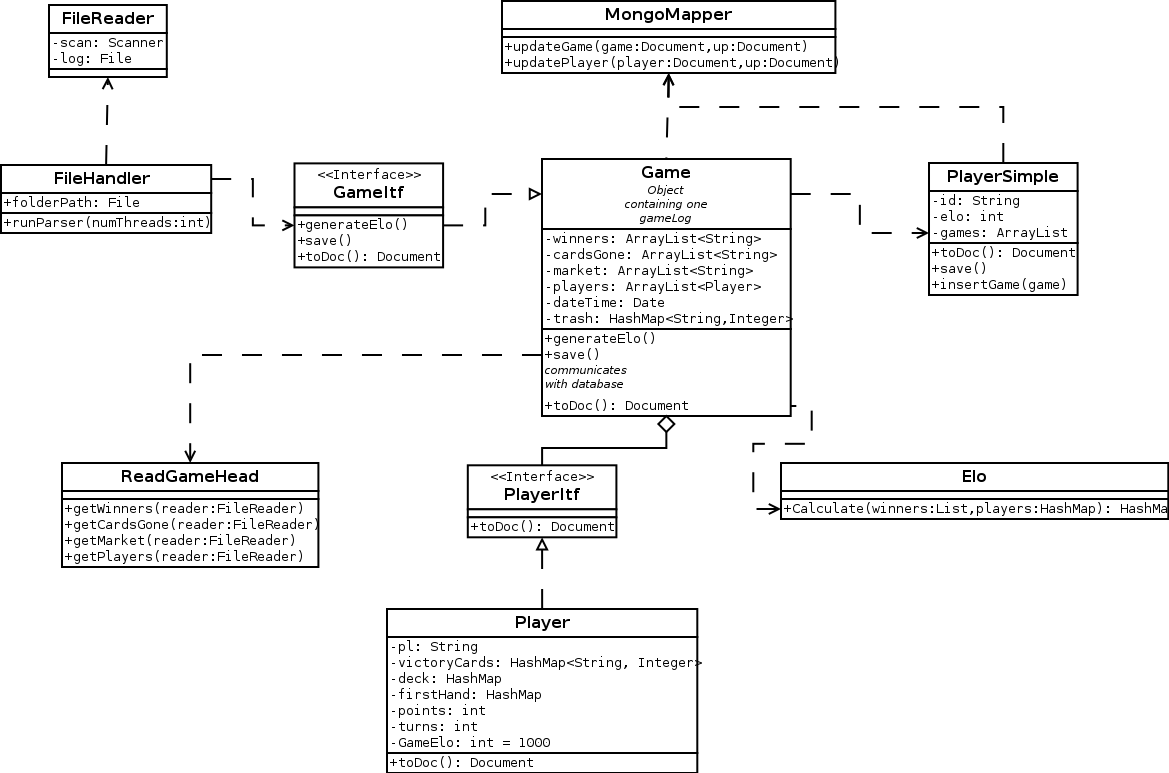 FileReader
-scan: Scanner
-log: File
MongoMapper
+updateGame(game:Document,up:Document)
+updatePlayer(player:Document,up:Document)
FileHandler
+folderPath: File
+runParser(numThreads:int)
<<Interface>>
GameItf
+generateElo()
+save()
+toDoc(): Document
Game
Object
containing one
gameLog
-winners: ArrayList<String>
-cardsGone: ArrayList<String>
-market: ArrayList<String>
-players: ArrayList<Player>
-dateTime: Date
-trash: HashMap<String,Integer>
+generateElo()
+save()
communicates
with database
+toDoc(): Document
PlayerSimple
-id: String
-elo: int
-games: ArrayList
+toDoc(): Document
+save()
+insertGame(game)
ReadGameHead
+getWinners(reader:FileReader)
+getCardsGone(reader:FileReader)
+getMarket(reader:FileReader)
+getPlayers(reader:FileReader)
<<Interface>>
PlayerItf
+toDoc(): Document
Elo
+Calculate(winners:List,players:HashMap): HashMa
Player
-pl: String
-victoryCards: HashMap<String, Integer>
-deck: HashMap
-firstHand: HashMap
-points: int
-turns: int
-GameElo: int = 1000
+toDoc(): Document